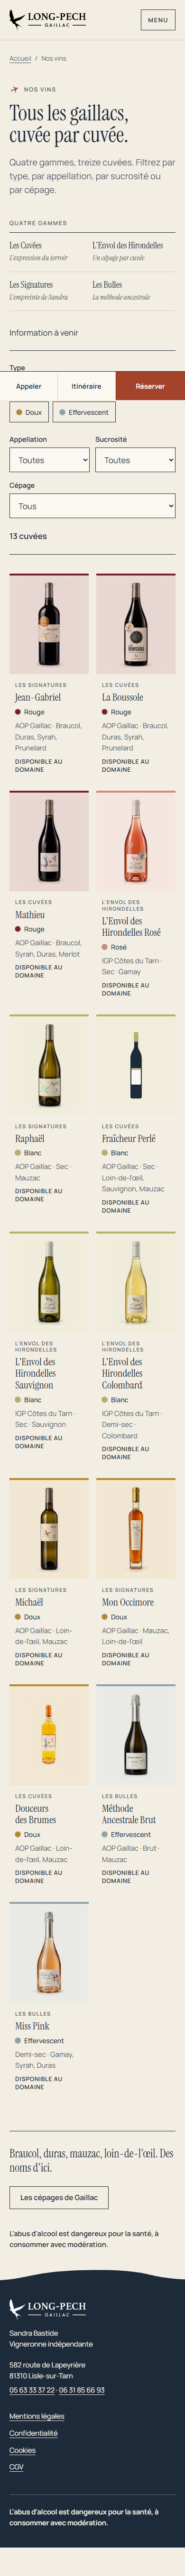 LONG-PECH
GAILLAC
MENU
Accueil / Nos vins
NOS VINS
Tous les gaillacs,
cuvée par cuvée.
Quatre gammes, treize cuvées. Filtrez par
type, par appellation, par sucrosité ou
par cépage.
QUATRE GAMMES
Les Cuvées
L'expression du terroir
L'Envol des Hirondelles
Un cépage par cuvée
Les Signatures
L'empreinte de Sandra
Les Bulles
La méthode ancestrale
Information à venir
Type
Appeler
Itinéraire
Réserver
Doux
Effervescent
Appellation
Sucrosité
Toutes
Toutes
Cépage
Tous
13 cuvées
LES SIGNATURES
Jean-Gabriel
Rouge
AOP Gaillac · Braucol,
Duras, Syrah,
Prunelard
DISPONIBLE AU
DOMAINE
LES CUVÉES
La Boussole
Rouge
AOP Gaillac · Braucol,
Duras, Syrah,
Prunelard
DISPONIBLE AU
DOMAINE
LES CUVÉES
Mathieu
Rouge
AOP Gaillac · Braucol,
Syrah, Duras, Merlot
DISPONIBLE AU
DOMAINE
L'ENVOL DES
HIRONDELLES
L'Envol des
Hirondelles Rosé
Rosé
IGP Côtes du Tarn ·
Sec · Gamay
DISPONIBLE AU
DOMAINE
LES SIGNATURES
Raphaël
Blanc
AOP Gaillac · Sec ·
Mauzac
DISPONIBLE AU
DOMAINE
LES CUVÉES
Fraîcheur Perlé
Blanc
AOP Gaillac · Sec ·
Loin-de-l'œil,
Sauvignon, Mauzac
DISPONIBLE AU
DOMAINE
L'ENVOL DES
HIRONDELLES
L'Envol des
Hirondelles
Sauvignon
Blanc
IGP Côtes du Tarn ·
Sec · Sauvignon
DISPONIBLE AU
DOMAINE
L'ENVOL DES
HIRONDELLES
L'Envol des
Hirondelles
Colombard
Blanc
IGP Côtes du Tarn ·
Demi-sec ·
Colombard
DISPONIBLE AU
DOMAINE
LES SIGNATURES
Michaël
Doux
AOP Gaillac · Loin-
de-l'œil, Mauzac
DISPONIBLE AU
DOMAINE
LES SIGNATURES
Mon Occimore
Doux
AOP Gaillac · Mauzac,
Loin-de-l'œil
DISPONIBLE AU
DOMAINE
LES CUVÉES
Douceurs
des Brumes
Doux
AOP Gaillac · Loin-
de-l'œil, Mauzac
DISPONIBLE AU
DOMAINE
LES BULLES
Méthode
Ancestrale Brut
Effervescent
AOP Gaillac · Brut ·
Mauzac
DISPONIBLE AU
DOMAINE
LES BULLES
Miss Pink
Effervescent
Demi-sec · Gamay,
Syrah, Duras
DISPONIBLE AU
DOMAINE
Braucol, duras, mauzac, loin-de-l'œil. Des
noms d'ici.
Les cépages de Gaillac
L'abus d'alcool est dangereux pour la santé, à
consommer avec modération.
LONG-PECH
GAILLAC
Sandra Bastide
Vigneronne indépendante
582 route de Lapeyrière
81310 Lisle-sur-Tarn
05 63 33 37 22 · 06 31 85 66 93
Mentions légales
Confidentialité
Cookies
CGV
L'abus d'alcool est dangereux pour la santé, à
consommer avec modération.